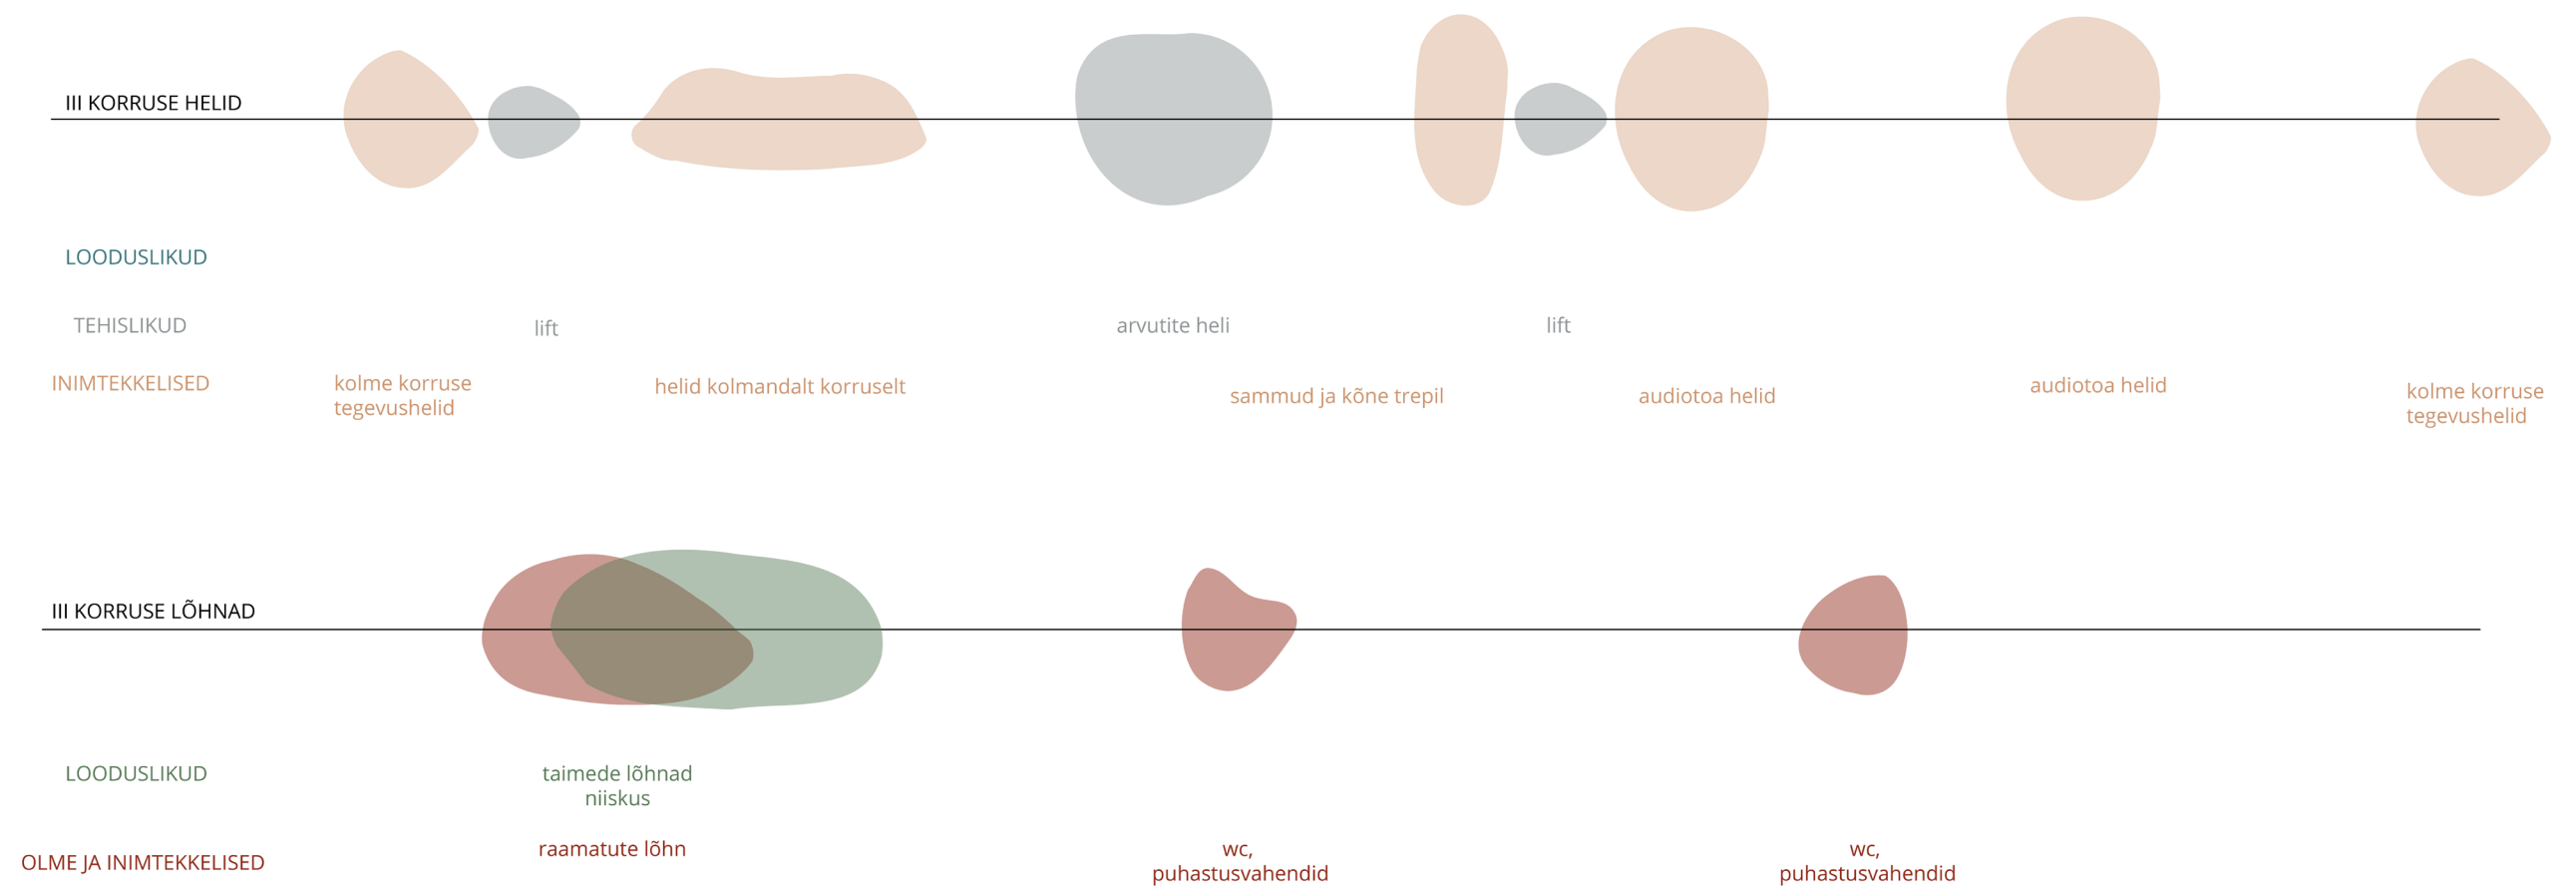 III KORRUSE HELID
LOODUSLIKUD
TEHISLIKUD
lift
arvutite heli
lift
INIMTEKKELISED
kolme korruse
tegevushelid
helid kolmandalt korruselt
sammud ja kõne trepil
audiotoa helid
audiotoa helid
kolme korruse
tegevushelid
III KORRUSE LÕHNAD
LOODUSLIKUD
taimede lõhnad
niiskus
OLME JA INIMTEKKELISED
raamatute lõhn
wc,
puhastusvahendid
wc,
puhastusvahendid